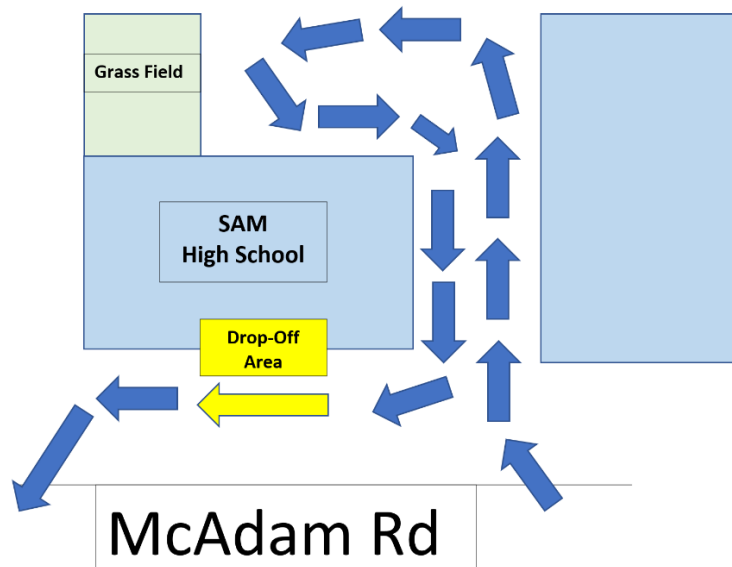 Grass Field
SAM
High School
Drop-Off
Area
McAdam Rd